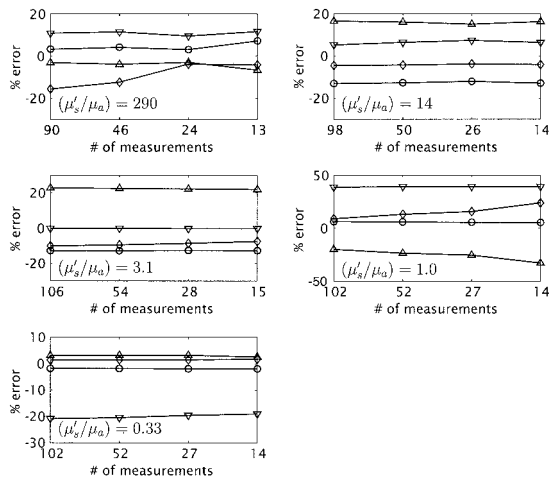 20
0
-20
% error
(μ′s/μa) = 290
90 46 24 13
# of measurements
20
0
-20
% error
(μ′s/μa) = 14
98 50 26 14
# of measurements
20
0
-20
% error
(μ′s/μa) = 3.1
106 54 28 15
# of measurements
50
0
-50
% error
(μ′s/μa) = 1.0
102 52 27 14
# of measurements
10
0
-10
-20
-30
% error
(μ′s/μa) = 0.33
102 52 27 14
# of measurements